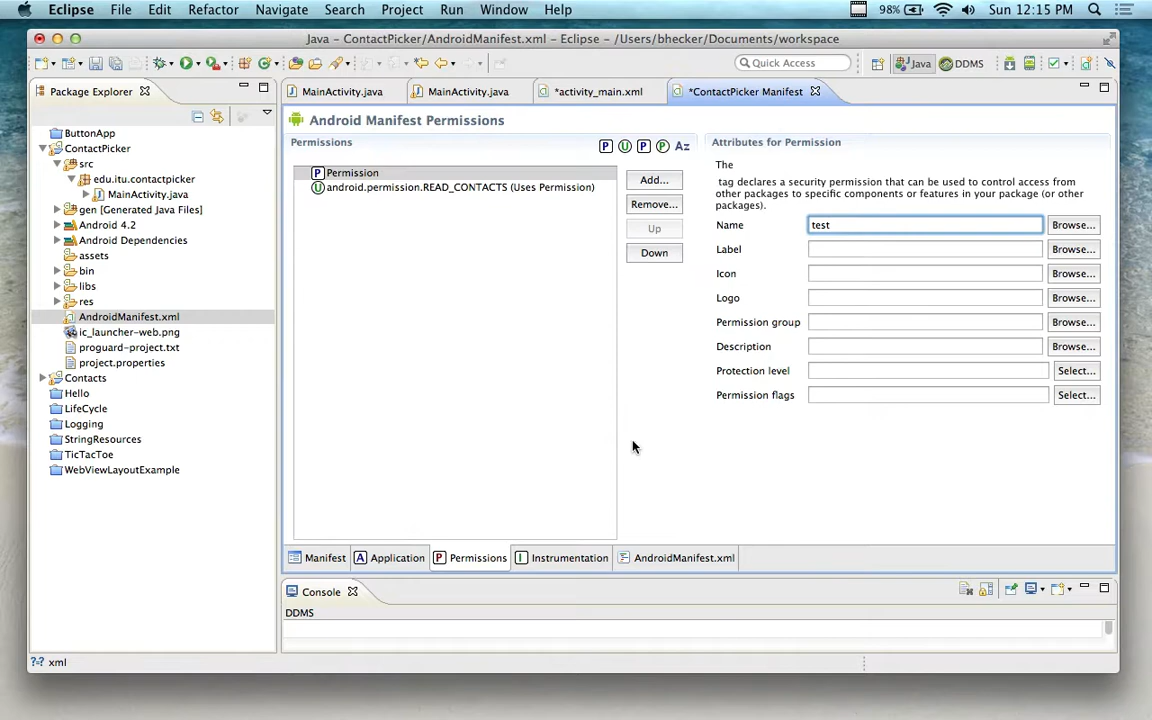 Eclipse File Edit Refactor Navigate Search Project Run Window Help 98% Sun 12:15 PM
Java – ContactPicker/AndroidManifest.xml – Eclipse – /Users/bhecker/Documents/workspace
Quick Access Java DDMS
Package Explorer
MainActivity.java MainActivity.java *activity_main.xml *ContactPicker Manifest
ButtonApp
ContactPicker
src
edu.itu.contactpicker
MainActivity.java
gen [Generated Java Files]
Android 4.2
Android Dependencies
assets
bin
libs
res
AndroidManifest.xml
ic_launcher-web.png
proguard-project.txt
project.properties
Contacts
Hello
LifeCycle
Logging
StringResources
TicTacToe
WebViewLayoutExample
Android Manifest Permissions
Permissions
P U P P Az
P Permission
U android.permission.READ_CONTACTS (Uses Permission)
Add...
Remove...
Up
Down
Attributes for Permission
The
tag declares a security permission that can be used to control access from
other packages to specific components or features in your package (or other
packages).
Name test Browse...
Label Browse...
Icon Browse...
Logo Browse...
Permission group Browse...
Description Browse...
Protection level Select...
Permission flags Select...
Manifest A Application P Permissions I Instrumentation AndroidManifest.xml
Console
DDMS
?-? xml